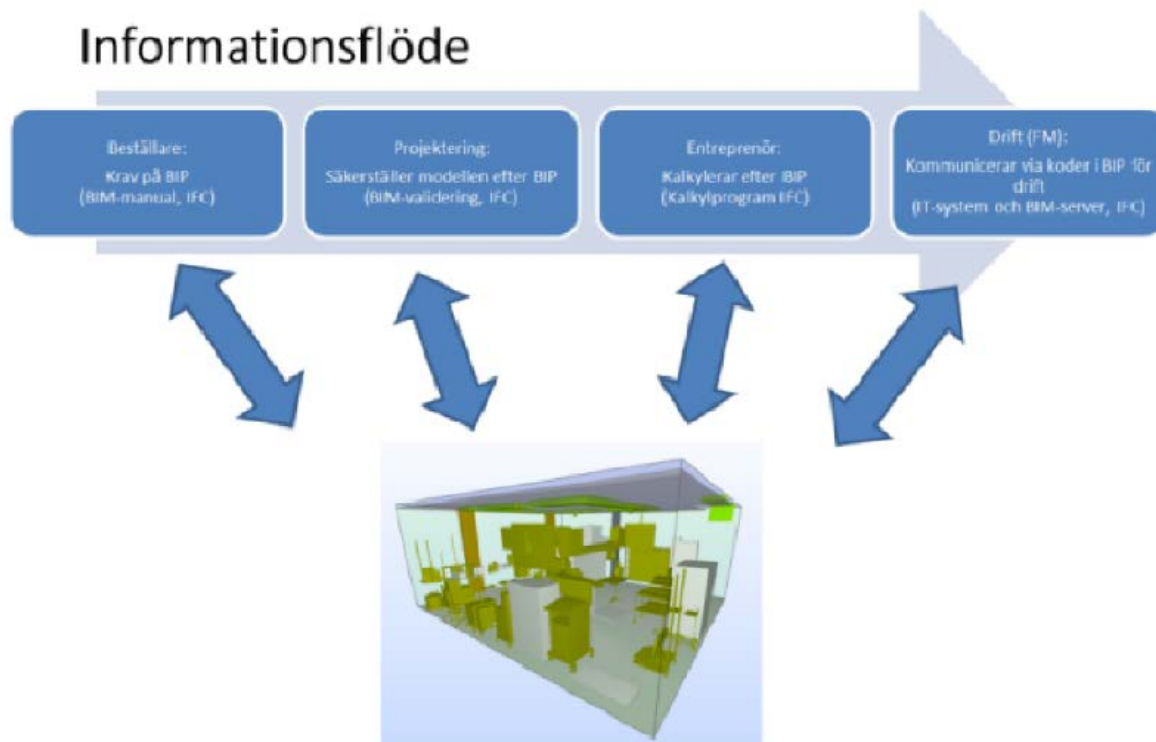 Informationsflöde
Beställare:
Krav på BIP
(BIM-manual, IFC)
Projektering:
Säkerställer modellen efter BIP
(BIM-validering, IFC)
Entreprenör:
Kalkylerar efter BIP
(Kalkylprogram IFC)
Drift (FM):
Kommunicerar via koder i BIP för
drift
(IT-system och BIM-server, IFC)